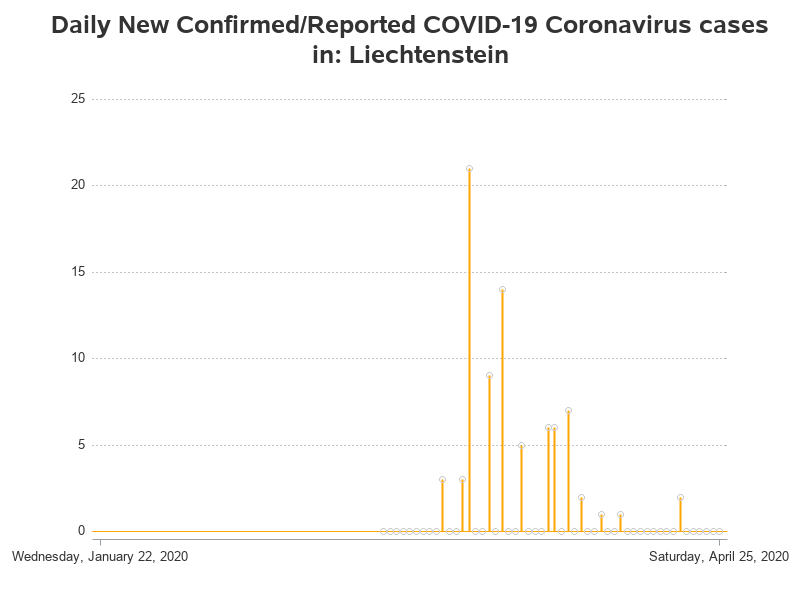 Daily New Confirmed/Reported COVID-19 Coronavirus cases
in: Liechtenstein
25
20
15
10
5
0
Wednesday, January 22, 2020
Saturday, April 25, 2020